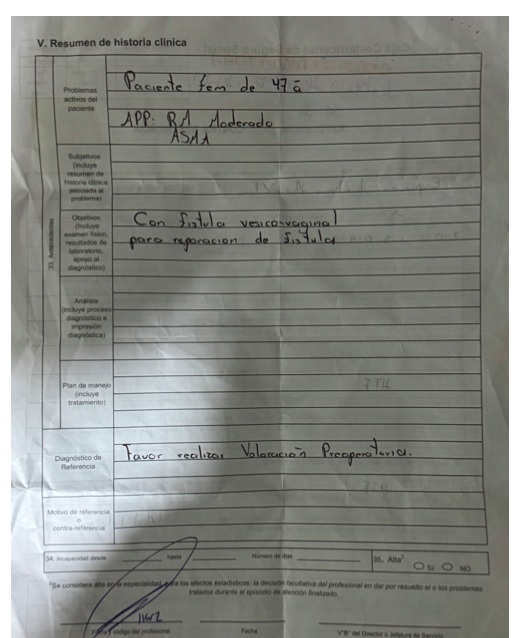 V. Resumen de historia clínica
Problemas
activos del
paciente
Paciente fem de 47 a
APP: RM Moderado
ASMA
Subjetivos
(incluye
resumen de
historia clínica
asociada al
problema)
33. Antecedentes
Objetivos
(incluye
examen físico,
resultados de
laboratorio,
apoyo al
diagnóstico)
Con fistula vesico-vaginal
para reparacion de fistula
Análisis
(incluye proceso
diagnóstico e
impresión
diagnóstica)
Plan de manejo
(incluye
tratamiento)
Diagnóstico de
Referencia
Favor realizar Valoración Preoperatoria.
Motivo de referencia
o
contra-referencia
34. Incapacidad desde hasta Número de días 35. Alta¹ SI NO
¹Se considera alta en la especialidad, para los efectos estadísticos: la decisión facultativa del profesional en dar por resuelto el o los problemas
tratados durante el episodio de atención finalizado.
Firma y código del profesional Fecha V°B° del Director o Jefatura de Servicio